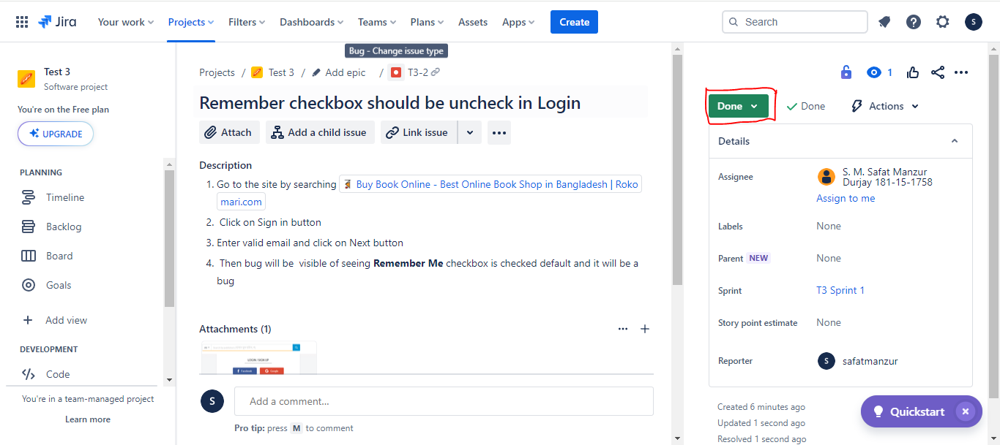 Jira Your work Projects Filters Dashboards Teams Plans Assets Apps Create Search S
Bug - Change issue type
Test 3
Software project
You're on the Free plan
UPGRADE
PLANNING
Timeline
Backlog
Board
Goals
Add view
DEVELOPMENT
Code
You're in a team-managed project
Learn more
Projects / Test 3 / Add epic / T3-2
Remember checkbox should be uncheck in Login
Attach Add a child issue Link issue
Description
1. Go to the site by searching Buy Book Online - Best Online Book Shop in Bangladesh | Roko
mari.com
2. Click on Sign in button
3. Enter valid email and click on Next button
4. Then bug will be visible of seeing Remember Me checkbox is checked default and it will be a
bug
Attachments (1)
LOGIN / SIGN UP
Facebook Google
S Add a comment...
Pro tip: press M to comment
1
Done Done Actions
Details
Assignee S. M. Safat Manzur
Durjay 181-15-1758
Assign to me
Labels None
Parent NEW None
Sprint T3 Sprint 1
Story point estimate None
Reporter S safatmanzur
Created 6 minutes ago
Updated 1 second ago
Resolved 1 second ago
Quickstart